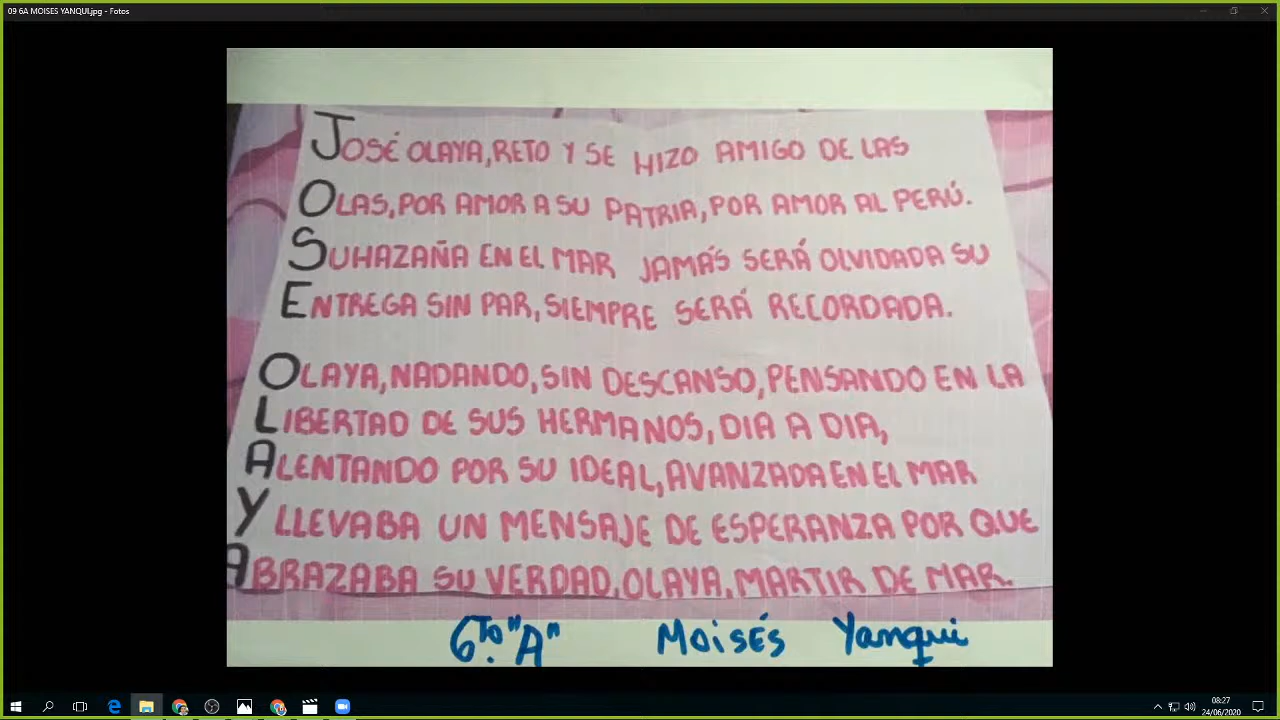 09 6A MOISES YANQUI.jpg - Fotos
JOSÉ OLAYA, RETO Y SE HIZO AMIGO DE LAS
OLAS, POR AMOR A SU PATRIA, POR AMOR AL PERÚ.
SUHAZAÑA EN EL MAR JAMÁS SERÁ OLVIDADA SU
ENTREGA SIN PAR, SIEMPRE SERÁ RECORDADA.
OLAYA, NADANDO, SIN DESCANSO, PENSANDO EN LA
LIBERTAD DE SUS HERMANOS, DIA A DIA,
ALENTANDO POR SU IDEAL, AVANZADA EN EL MAR
Y LLEVABA UN MENSAJE DE ESPERANZA POR QUE
ABRAZABA SU VERDAD, OLAYA, MARTIR DE MAR.
6TO. "A" Moisés Yanqui
08:27
24/06/2020